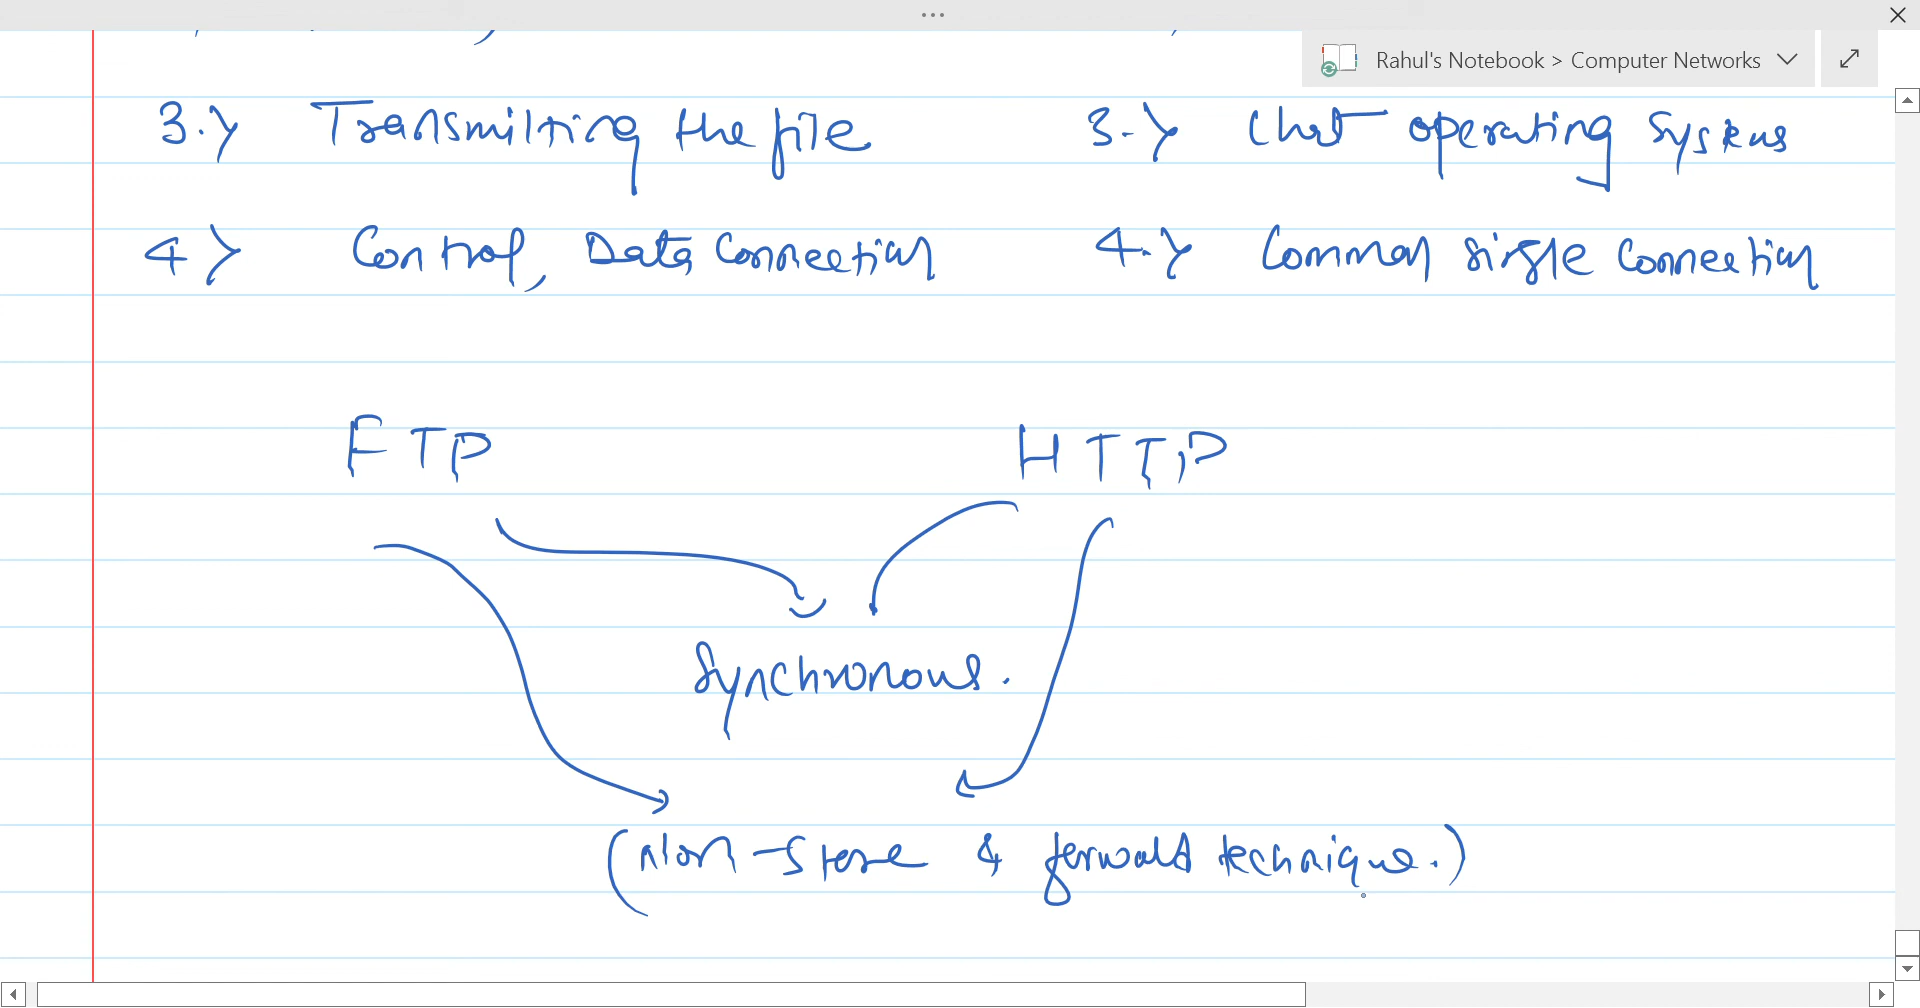 Rahul's Notebook > Computer Networks
3.> Transmitting the file 3.> Chat operating systems
4> Control, Data Connection 4.> Common single Connection
FTP HTTP
Synchronous.
(Non-Store & forward technique.)